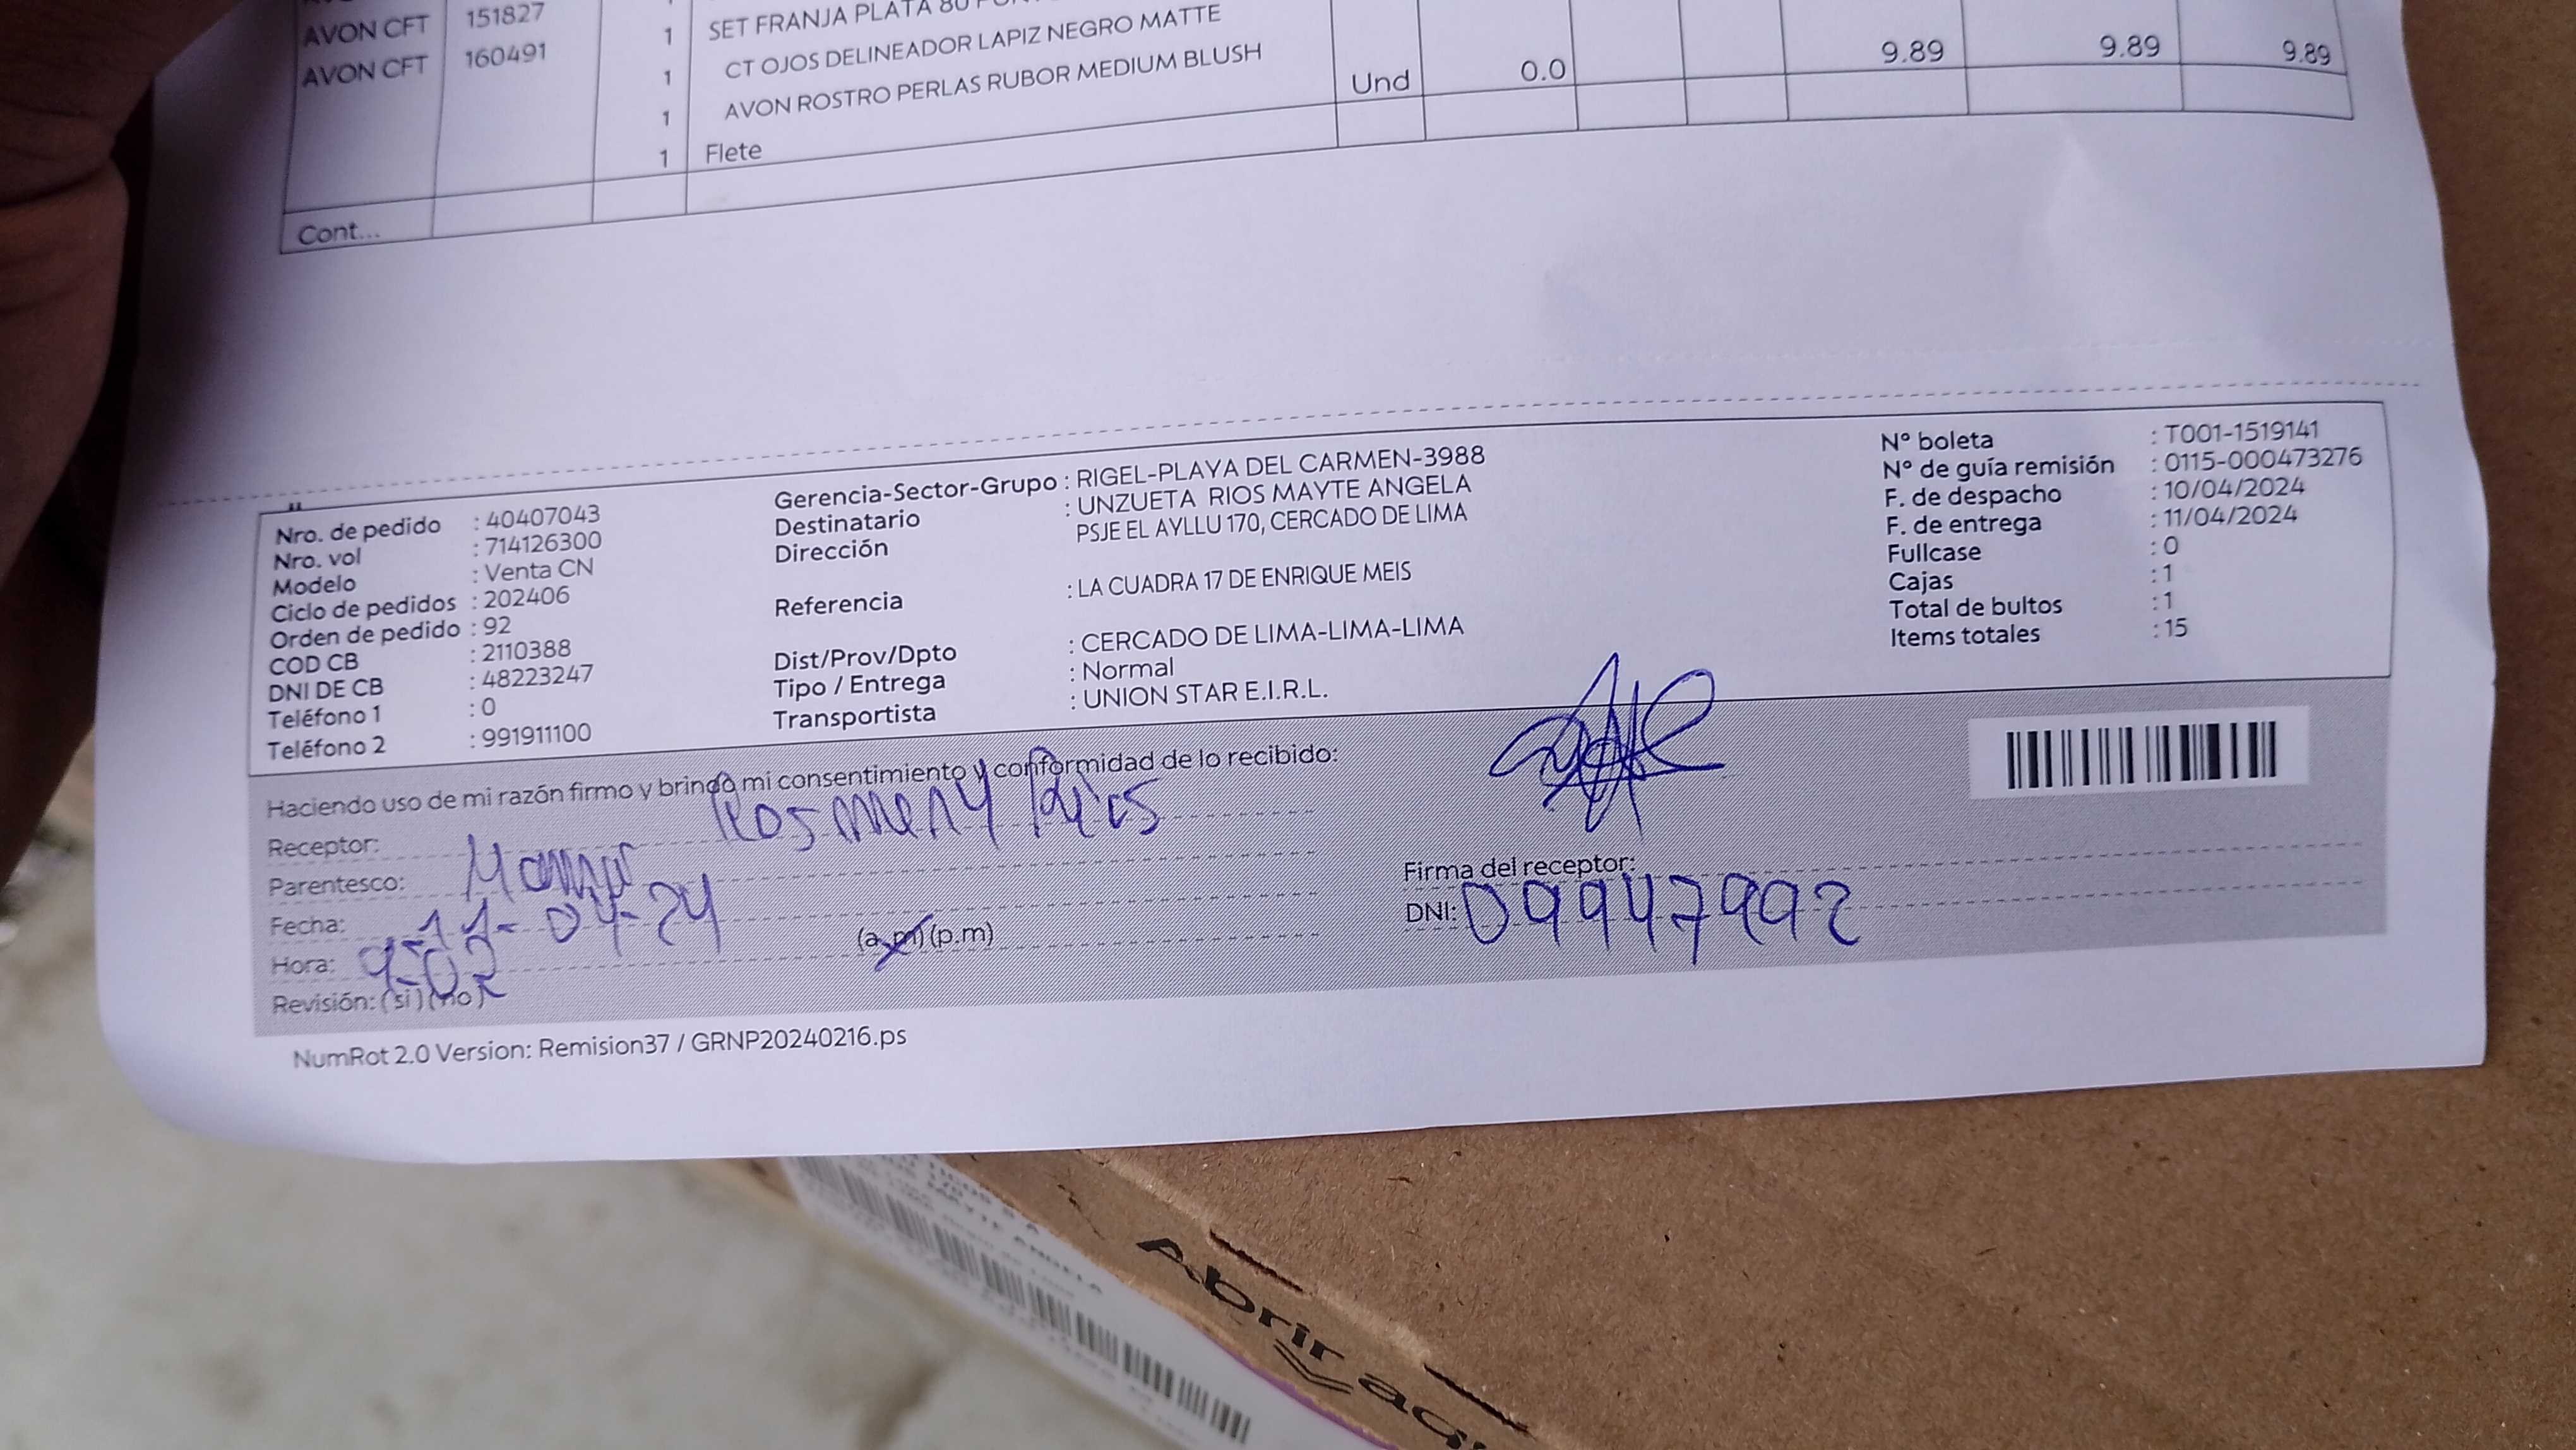 AVON CFT 151827 1 SET FRANJA PLATA 80
AVON CFT 160491 1 CT OJOS DELINEADOR LAPIZ NEGRO MATTE
1 AVON ROSTRO PERLAS RUBOR MEDIUM BLUSH
1 Flete Und 0.0 9.89 9.89 9.89
Cont...
Nro. de pedido : 40407043
Nro. vol : 714126300
Modelo : Venta CN
Ciclo de pedidos : 202406
Orden de pedido : 92
COD CB : 2110388
DNI DE CB : 48223247
Teléfono 1 : 0
Teléfono 2 : 991911100
Gerencia-Sector-Grupo : RIGEL-PLAYA DEL CARMEN-3988
Destinatario : UNZUETA RIOS MAYTE ANGELA
Dirección PSJE EL AYLLU 170, CERCADO DE LIMA
Referencia : LA CUADRA 17 DE ENRIQUE MEIS
Dist/Prov/Dpto : CERCADO DE LIMA-LIMA-LIMA
Tipo / Entrega : Normal
Transportista : UNION STAR E.I.R.L.
N° boleta : T001-1519141
N° de guía remisión : 0115-000473276
F. de despacho : 10/04/2024
F. de entrega : 11/04/2024
Fullcase : 0
Cajas : 1
Total de bultos : 1
Items totales : 15
Haciendo uso de mi razón firmo y brindo mi consentimiento y conformidad de lo recibido:
Receptor: Rosmery Rios
Parentesco: Mama
Fecha: 11-04-24
Hora: 9-02 (a.m) (p.m)
Revisión: (si) (no)
Firma del receptor:
DNI: 09947992
NumRot 2.0 Version: Remision37 / GRNP20240216.ps
Abrir aq